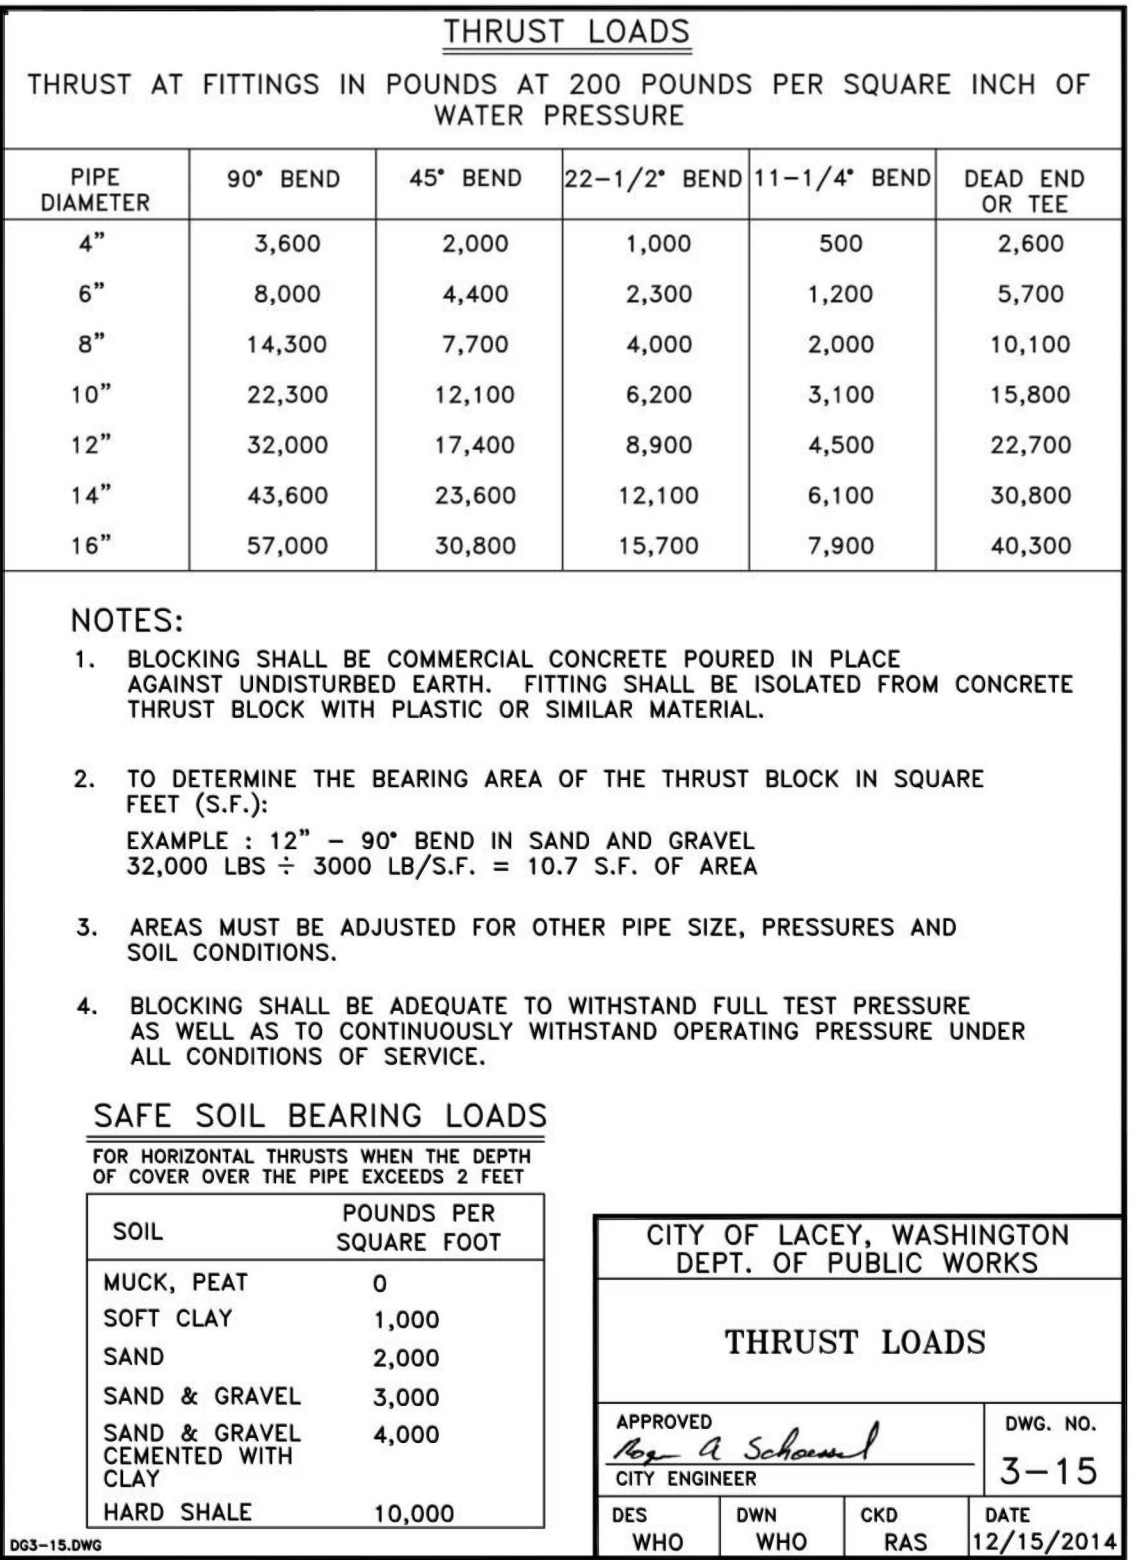 THRUST LOADS
THRUST AT FITTINGS IN POUNDS AT 200 POUNDS PER SQUARE INCH OF
WATER PRESSURE
PIPE DIAMETER 90° BEND 45° BEND 22-1/2° BEND 11-1/4° BEND DEAD END OR TEE
4" 3,600 2,000 1,000 500 2,600
6" 8,000 4,400 2,300 1,200 5,700
8" 14,300 7,700 4,000 2,000 10,100
10" 22,300 12,100 6,200 3,100 15,800
12" 32,000 17,400 8,900 4,500 22,700
14" 43,600 23,600 12,100 6,100 30,800
16" 57,000 30,800 15,700 7,900 40,300
NOTES:
1. BLOCKING SHALL BE COMMERCIAL CONCRETE POURED IN PLACE
AGAINST UNDISTURBED EARTH. FITTING SHALL BE ISOLATED FROM CONCRETE
THRUST BLOCK WITH PLASTIC OR SIMILAR MATERIAL.
2. TO DETERMINE THE BEARING AREA OF THE THRUST BLOCK IN SQUARE
FEET (S.F.):
EXAMPLE : 12" – 90° BEND IN SAND AND GRAVEL
32,000 LBS ÷ 3000 LB/S.F. = 10.7 S.F. OF AREA
3. AREAS MUST BE ADJUSTED FOR OTHER PIPE SIZE, PRESSURES AND
SOIL CONDITIONS.
4. BLOCKING SHALL BE ADEQUATE TO WITHSTAND FULL TEST PRESSURE
AS WELL AS TO CONTINUOUSLY WITHSTAND OPERATING PRESSURE UNDER
ALL CONDITIONS OF SERVICE.
SAFE SOIL BEARING LOADS
FOR HORIZONTAL THRUSTS WHEN THE DEPTH
OF COVER OVER THE PIPE EXCEEDS 2 FEET
SOIL POUNDS PER SQUARE FOOT
MUCK, PEAT 0
SOFT CLAY 1,000
SAND 2,000
SAND & GRAVEL 3,000
SAND & GRAVEL 4,000
CEMENTED WITH
CLAY
HARD SHALE 10,000
DG3-15.DWG
CITY OF LACEY, WASHINGTON
DEPT. OF PUBLIC WORKS
THRUST LOADS
APPROVED
Roger A Schoessel
CITY ENGINEER
DWG. NO.
3-15
DES WHO
DWN WHO
CKD RAS
DATE 12/15/2014